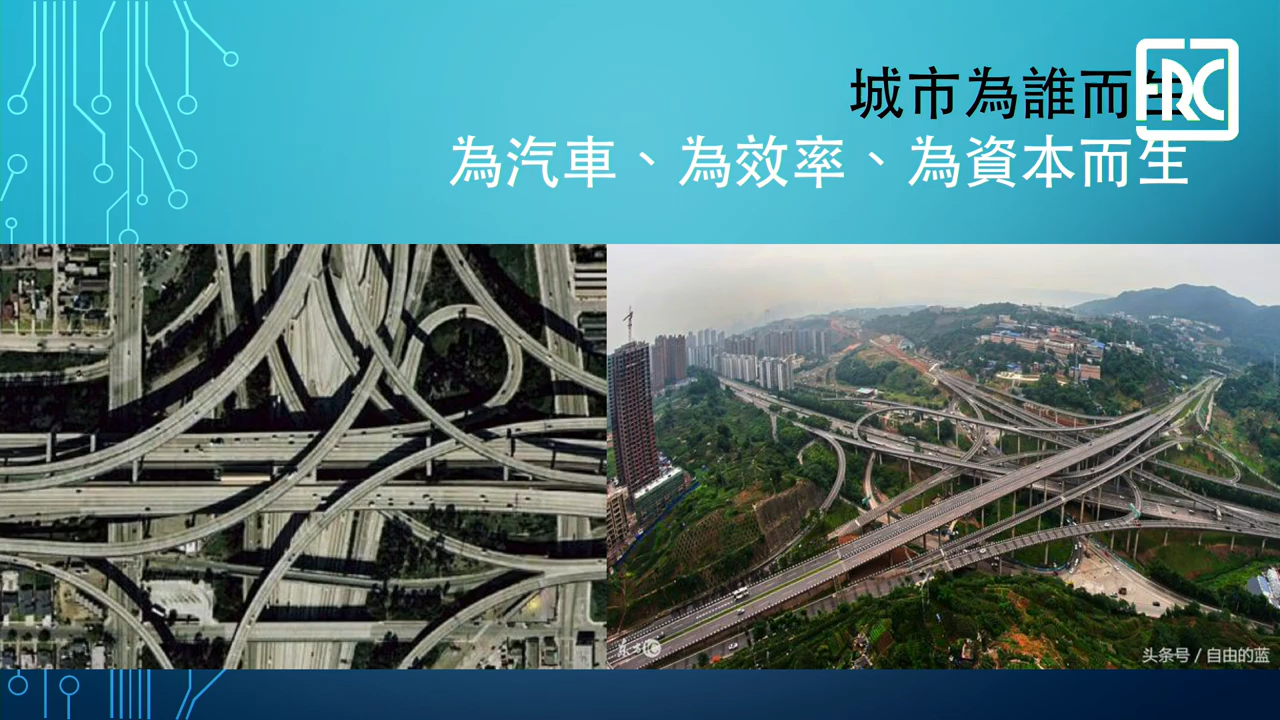 城市為誰而生
為汽車、為效率、為資本而生
头条号 / 自由的蓝